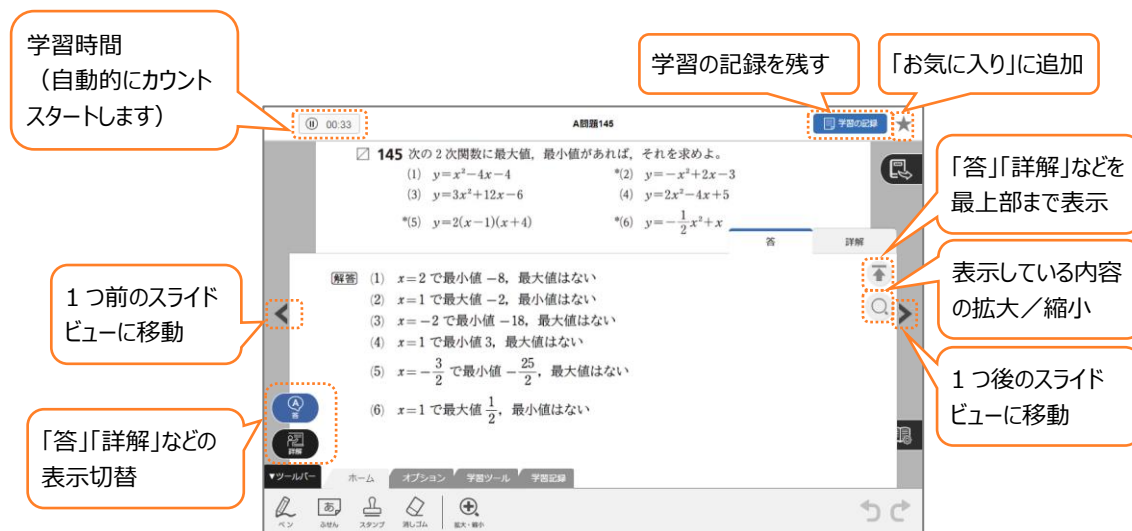 学習時間
（自動的にカウント
スタートします）
学習の記録を残す
「お気に入り」に追加
00:33
A問題145
学習の記録
145 次の2次関数に最大値，最小値があれば，それを求めよ。
(1) y=x²−4x−4
*(2) y=−x²+2x−3
(3) y=3x²+12x−6
(4) y=2x²−4x+5
*(5) y=2(x−1)(x+4)
*(6) y=−1/2x²+x
答
詳解
「答」「詳解」などを
最上部まで表示
解答 (1) x=2 で最小値 −8，最大値はない
(2) x=1 で最大値 −2，最小値はない
(3) x=−2 で最小値 −18，最大値はない
(4) x=1 で最小値 3，最大値はない
(5) x=−3/2 で最小値 −25/2，最大値はない
(6) x=1 で最大値 1/2，最小値はない
表示している内容
の拡大／縮小
１つ前のスライド
ビューに移動
１つ後のスライド
ビューに移動
A
答
詳解
「答」「詳解」などの
表示切替
▼ツールバー
ホーム
オプション
学習ツール
学習記録
あ
ペン
ふせん
スタンプ
消しゴム
拡大・縮小